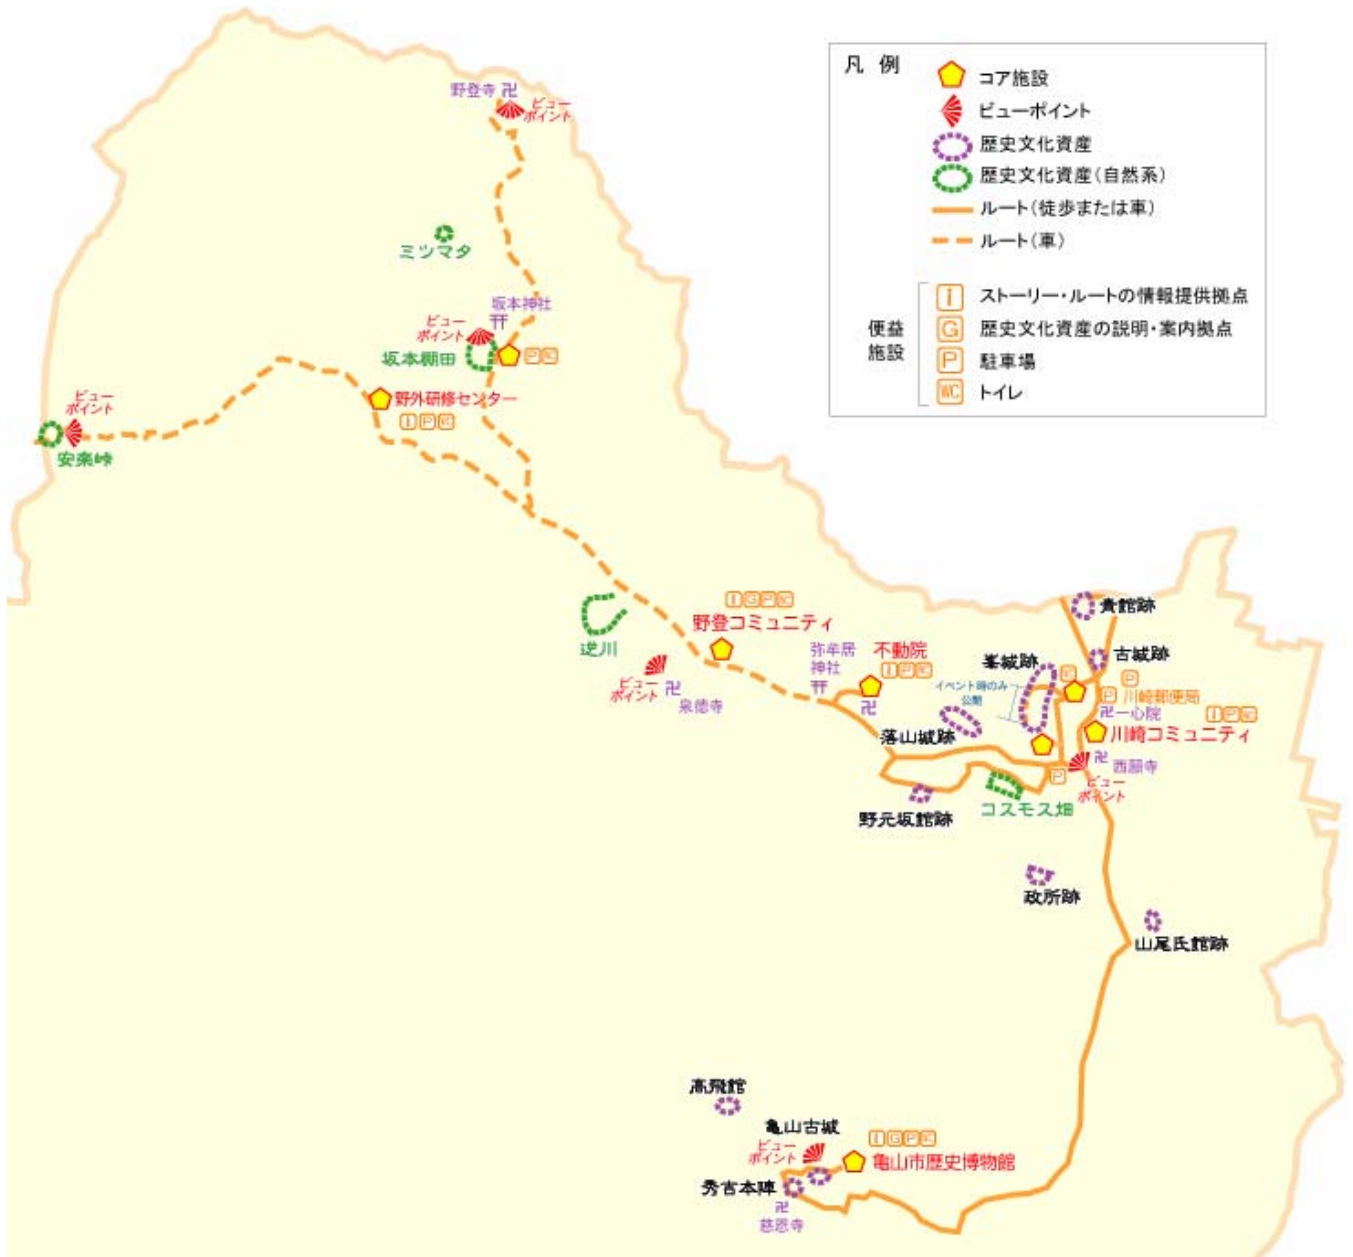 凡 例
コア施設
ビューポイント
歴史文化資産
歴史文化資産(自然系)
ルート(徒歩または車)
ルート(車)
便益
施設
i ストーリー・ルートの情報提供拠点
G 歴史文化資産の説明・案内拠点
P 駐車場
WC トイレ
野登寺
ビュー
ポイント
ミツマタ
坂本神社
ビュー
ポイント
坂本棚田
P WC
ビュー
ポイント
野外研修センター
i P WC
安楽峠
i G P WC
野登コミュニティ
逆川
ビュー
ポイント
泉徳寺
弥牟居
神社
不動院
i P WC
峯城跡
イベント時のみ
公開
貴館跡
古城跡
WC
P
P 川崎郵便局
一心院
i P WC
川崎コミュニティ
落山城跡
西願寺
P
ビュー
ポイント
野元坂館跡
コスモス畑
政所跡
山尾氏館跡
高飛館
亀山古城
ビュー
ポイント
i G P WC
亀山市歴史博物館
秀吉本陣
慈恩寺